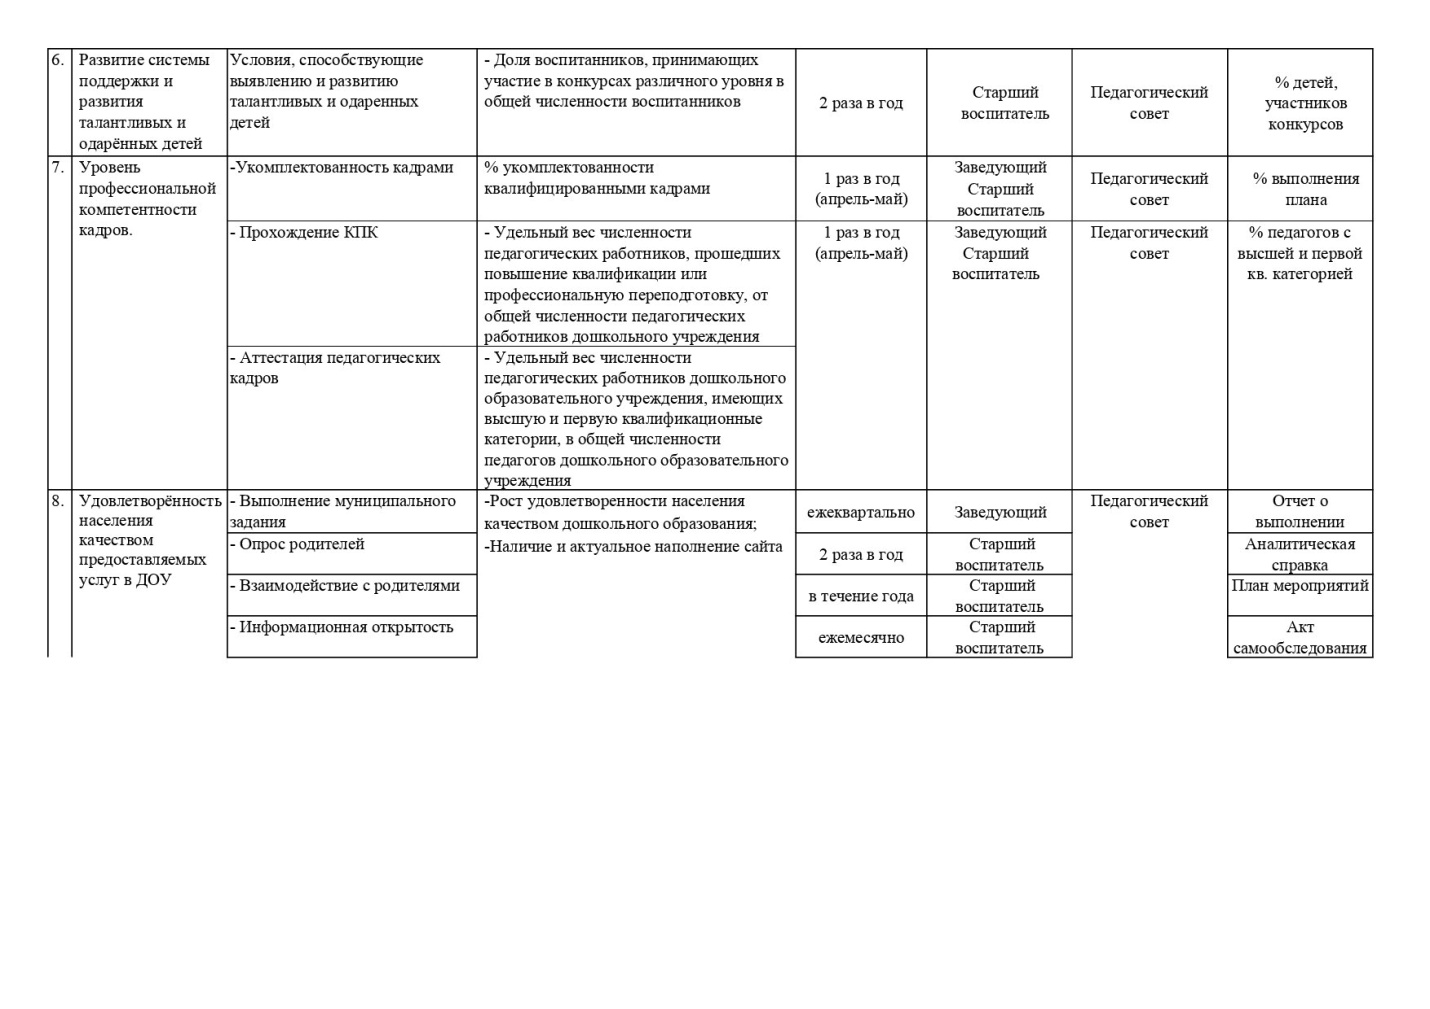 6.
Развитие системы
поддержки и
развития
талантливых и
одарённых детей
Условия, способствующие
выявлению и развитию
талантливых и одаренных
детей
- Доля воспитанников, принимающих
участие в конкурсах различного уровня в
общей численности воспитанников
2 раза в год
Старший
воспитатель
Педагогический
совет
% детей,
участников
конкурсов
7.
Уровень
профессиональной
компетентности
кадров.
-Укомплектованность кадрами
% укомплектованности
квалифицированными кадрами
1 раз в год
(апрель-май)
Заведующий
Старший
воспитатель
Педагогический
совет
% выполнения
плана
- Прохождение КПК
- Удельный вес численности
педагогических работников, прошедших
повышение квалификации или
профессиональную переподготовку, от
общей численности педагогических
работников дошкольного учреждения
1 раз в год
(апрель-май)
Заведующий
Старший
воспитатель
Педагогический
совет
% педагогов с
высшей и первой
кв. категорией
- Аттестация педагогических
кадров
- Удельный вес численности
педагогических работников дошкольного
образовательного учреждения, имеющих
высшую и первую квалификационные
категории, в общей численности
педагогов дошкольного образовательного
учреждения
8.
Удовлетворённость
населения
качеством
предоставляемых
услуг в ДОУ
- Выполнение муниципального
задания
-Рост удовлетворенности населения
качеством дошкольного образования;
-Наличие и актуальное наполнение сайта
ежеквартально
Заведующий
Педагогический
совет
Отчет о
выполнении
- Опрос родителей
2 раза в год
Старший
воспитатель
Аналитическая
справка
- Взаимодействие с родителями
в течение года
Старший
воспитатель
План мероприятий
- Информационная открытость
ежемесячно
Старший
воспитатель
Акт
самообследования